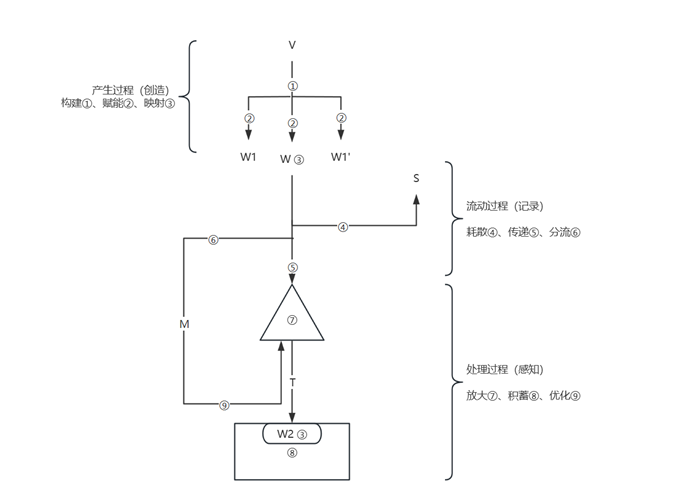 V
产生过程（创造）
构建①、赋能②、映射③
①
② ② ②
W1 W ③ W1'
S
流动过程（记录）
耗散④、传递⑤、分流⑥
④
⑥
⑤
⑦
M
处理过程（感知）
放大⑦、积蓄⑧、优化⑨
T
⑨
W2 ③
⑧